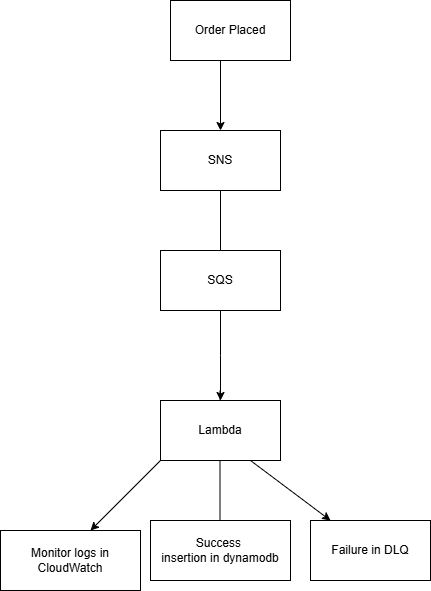 Order Placed
SNS
SQS
Lambda
Monitor logs in
CloudWatch
Success
insertion in dynamodb
Failure in DLQ